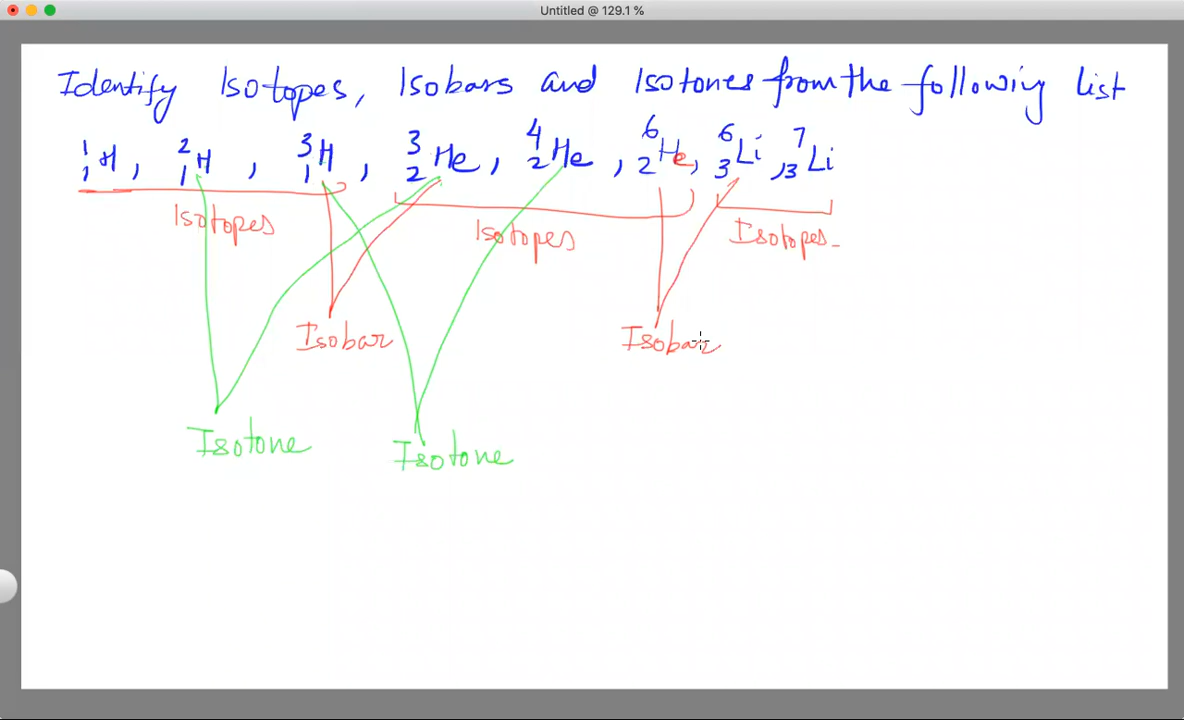 Untitled @ 129.1 %
Identify Isotopes, Isobars and Isotones from the following list
¹₁H, ²₁H, ³₁H, ³₂He, ⁴₂He, ⁶₂He, ⁶₃Li, ⁷₃Li
Isotopes Isotopes Isotopes
Isobar Isobar
Isotone Isotone